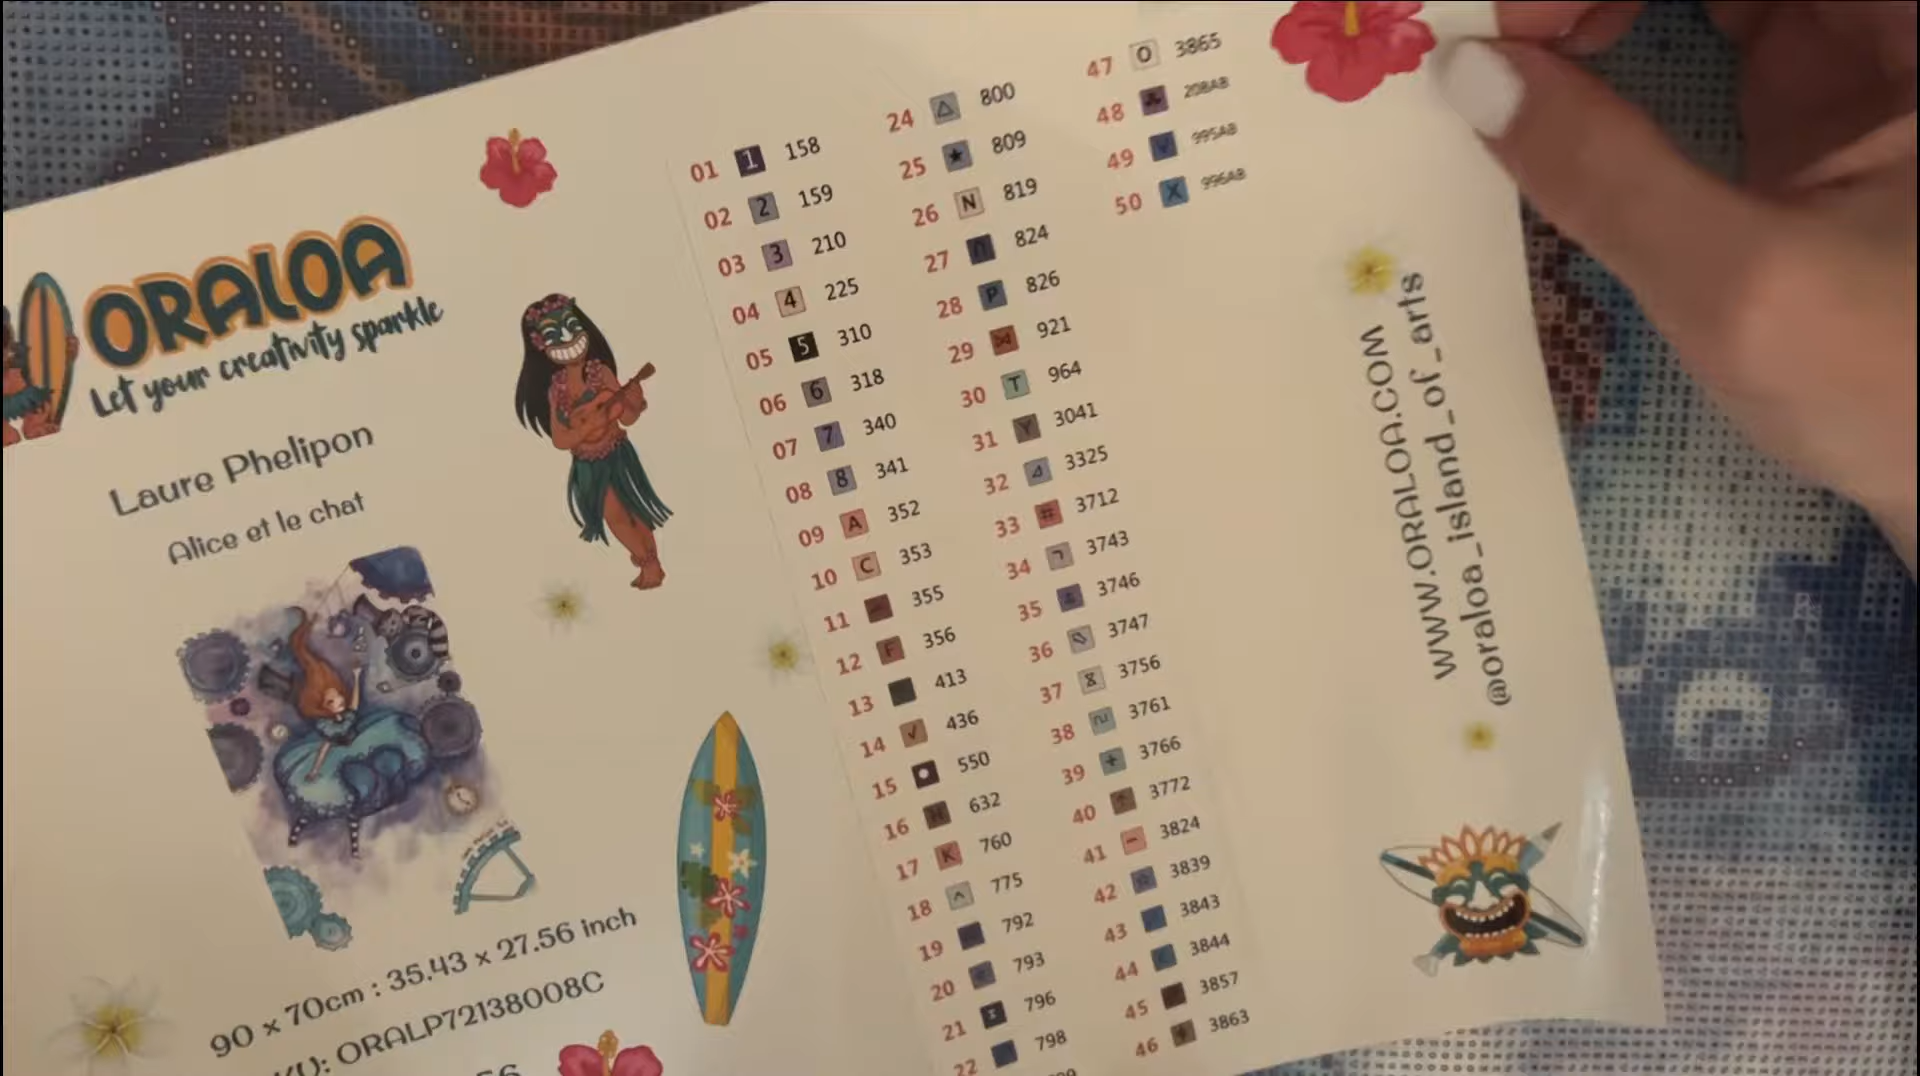 ORALOA
Let your creativity sparkle
Laure Phelipon
Alice et le chat
90 x 70cm : 35.43 x 27.56 inch
ORALP72138008C
56
01 1 158
02 2 159
03 3 210
04 4 225
05 5 310
06 6 318
07 7 340
08 8 341
09 A 352
10 C 353
11 355
12 F 356
13 413
14 √ 436
15 550
16 H 632
17 K 760
18 ^ 775
19 792
20 793
21 796
22 798
24 △ 800
25 ★ 809
26 N 819
27 824
28 P 826
29 ⋈ 921
30 T 964
31 Y 3041
32 ⊿ 3325
33 # 3712
34 ¬ 3743
35 3746
36 3747
37 3756
38 3761
39 + 3766
40 ↑ 3772
41 − 3824
42 3839
43 3843
44 3844
45 3857
46 3863
47 O 3865
48 ♣ 208AB
49 V 995AB
50 X 996AB
WWW.ORALOA.COM
@oraloa_island_of_arts